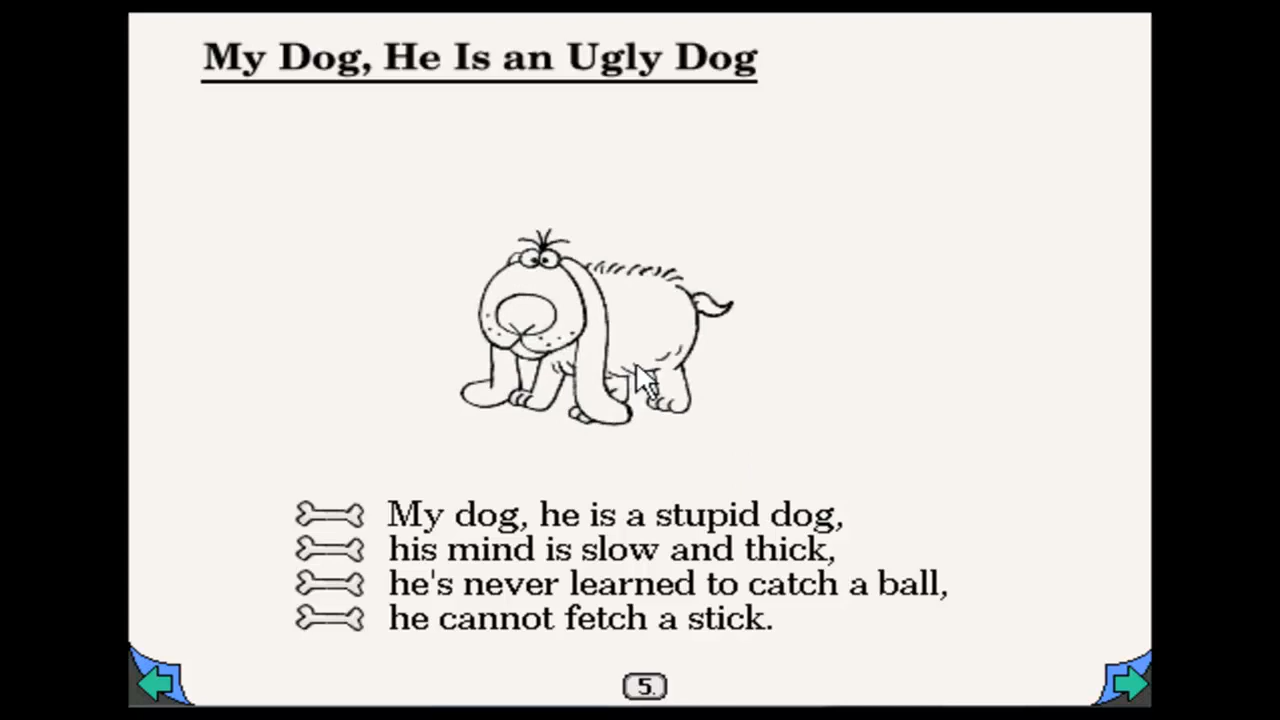 My Dog, He Is an Ugly Dog
My dog, he is a stupid dog,
his mind is slow and thick,
he's never learned to catch a ball,
he cannot fetch a stick.
5.